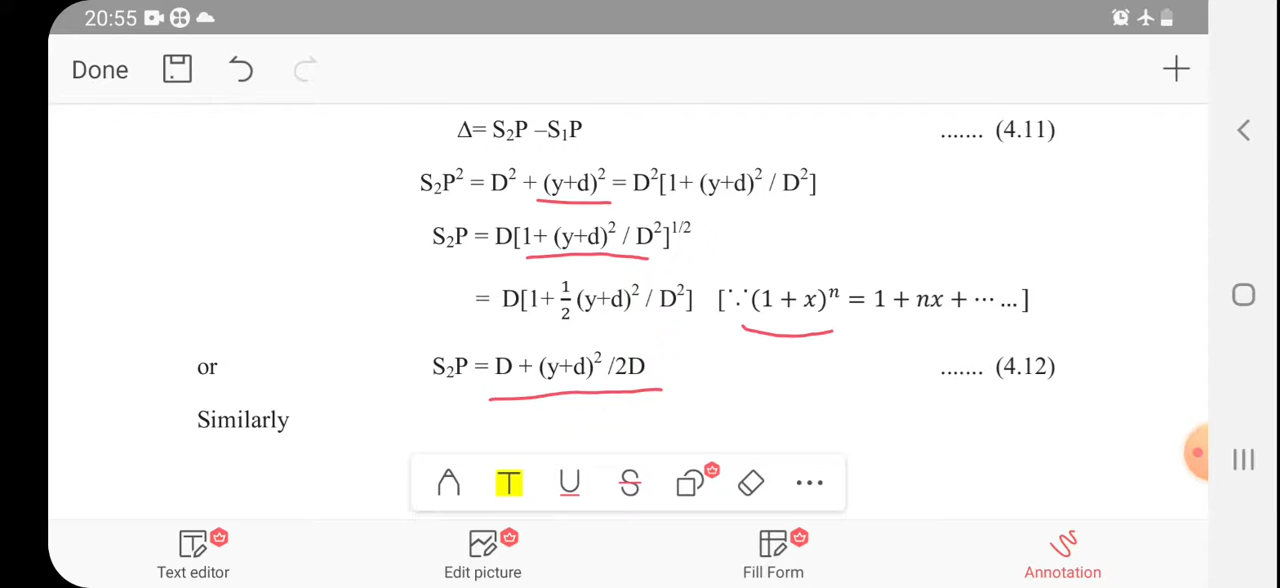 20:55
Done
Δ= S₂P –S₁P ....... (4.11)
S₂P² = D² + (y+d)² = D²[1+ (y+d)² / D²]
S₂P = D[1+ (y+d)² / D²]^1/2
= D[1+ 1/2 (y+d)² / D²] [∵(1 + x)ⁿ = 1 + nx + ⋯ …]
or S₂P = D + (y+d)² /2D ....... (4.12)
Similarly
Text editor Edit picture Fill Form Annotation